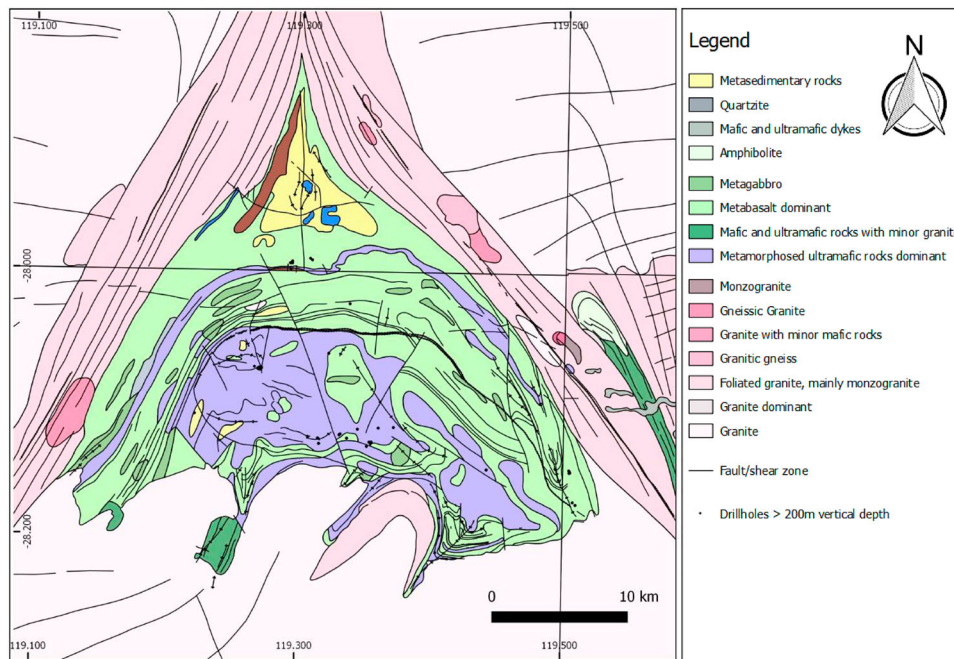 119.100
119.300
119.500
-28.000
-28.200
0
10 km
119.100
119.300
119.500
Legend
N
Metasedimentary rocks
Quartzite
Mafic and ultramafic dykes
Amphibolite
Metagabbro
Metabasalt dominant
Mafic and ultramafic rocks with minor granite
Metamorphosed ultramafic rocks dominant
Monzogranite
Gneissic Granite
Granite with minor mafic rocks
Granitic gneiss
Foliated granite, mainly monzogranite
Granite dominant
Granite
Fault/shear zone
Drillholes > 200m vertical depth